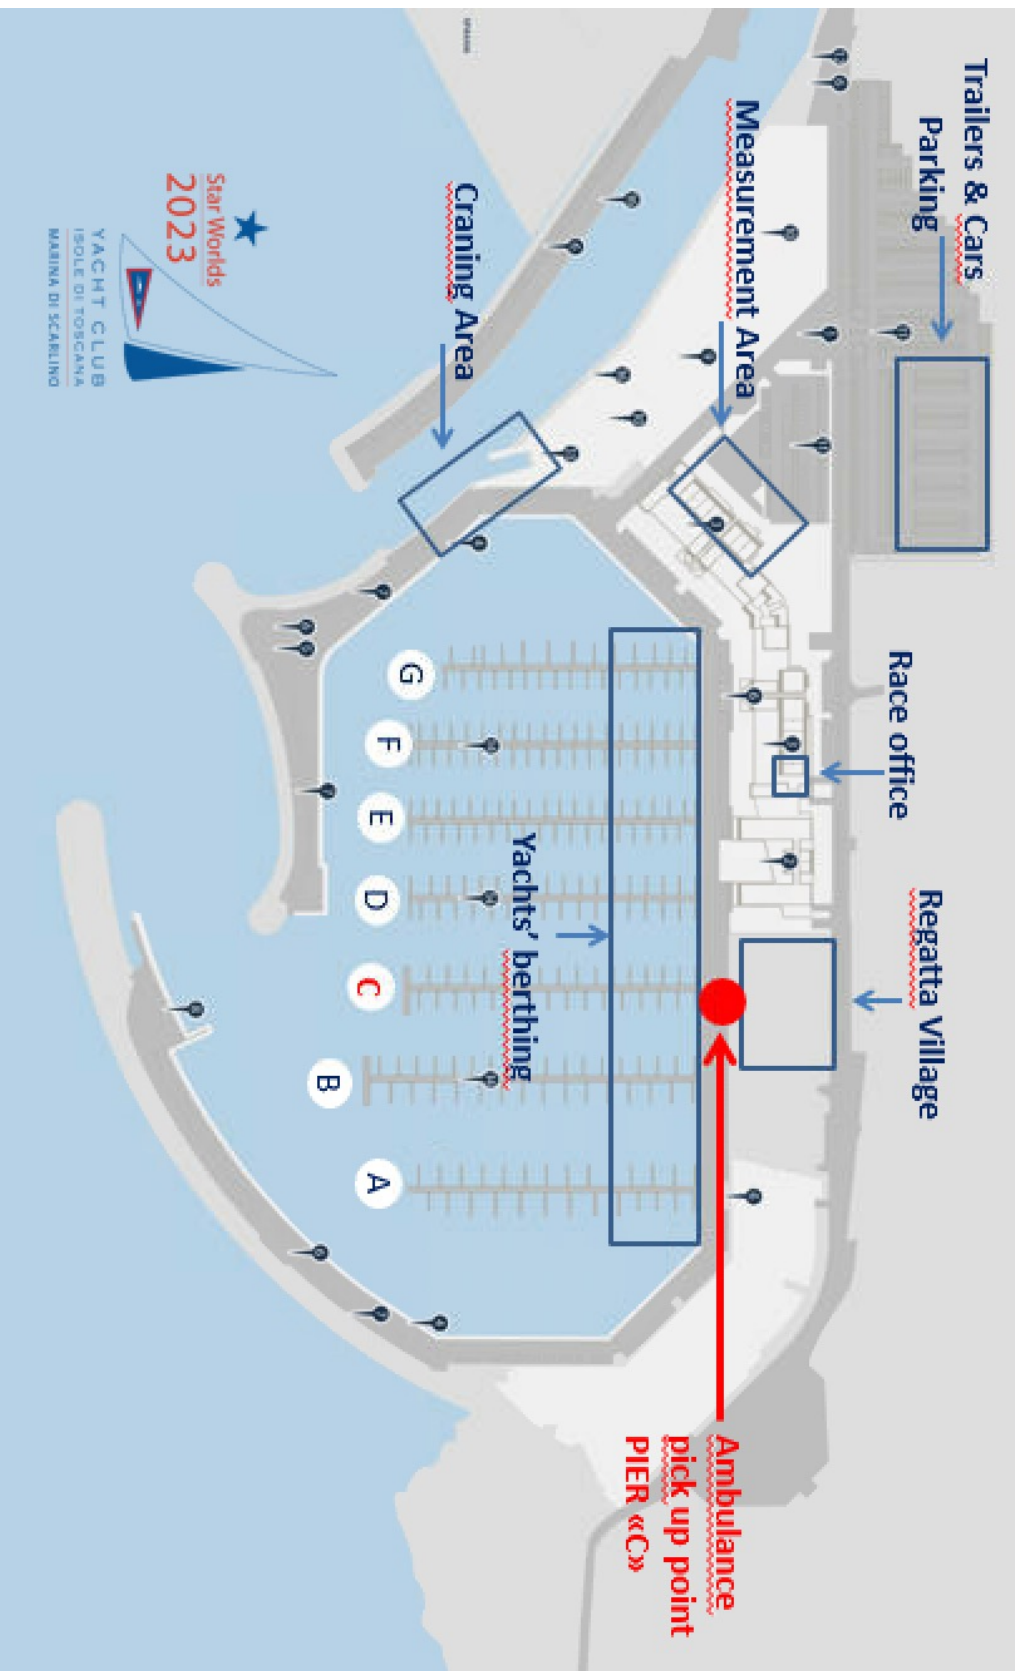 Trailers & Cars
Parking
Measurement Area
Craning Area
Race office
Regatta Village
Yachts’ berthing
G
F
E
D
C
B
A
Ambulance
pick up point
PIER «C»
Star Worlds
2023
YACHT CLUB
ISOLE DI TOSCANA
MARINA DI SCARLINO